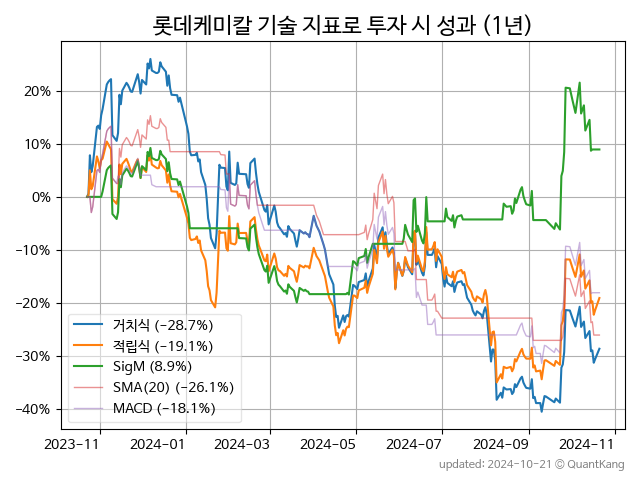 롯데케미칼 기술 지표로 투자 시 성과 (1년)
20%
10%
0%
−10%
−20%
−30%
−40%
거치식 (−28.7%)
적립식 (−19.1%)
SigM (8.9%)
SMA(20) (−26.1%)
MACD (−18.1%)
2023-11 2024-01 2024-03 2024-05 2024-07 2024-09 2024-11
updated: 2024-10-21 © QuantKang